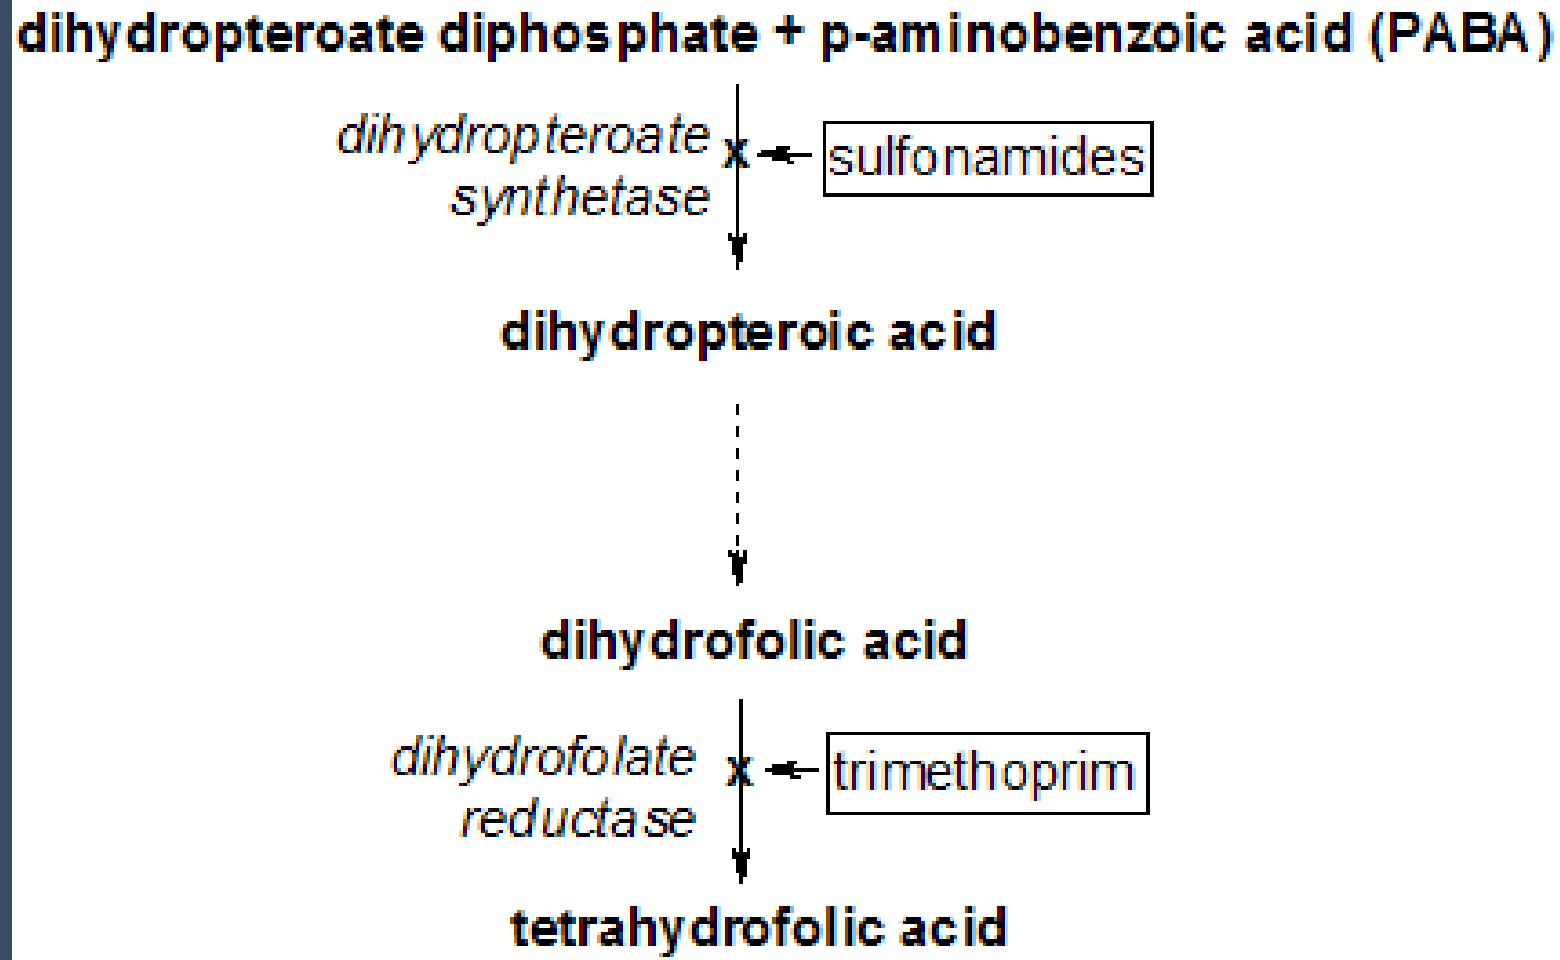 dihydropteroate diphosphate + p-aminobenzoic acid (PABA)
dihydropteroate
synthetase
x
sulfonamides
dihydropteroic acid
dihydrofolic acid
dihydrofolate
reductase
x
trimethoprim
tetrahydrofolic acid